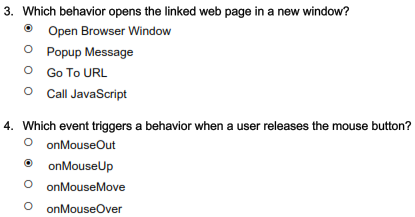 3. Which behavior opens the linked web page in a new window?
Open Browser Window
Popup Message
Go To URL
Call JavaScript
4. Which event triggers a behavior when a user releases the mouse button?
onMouseOut
onMouseUp
onMouseMove
onMouseOver